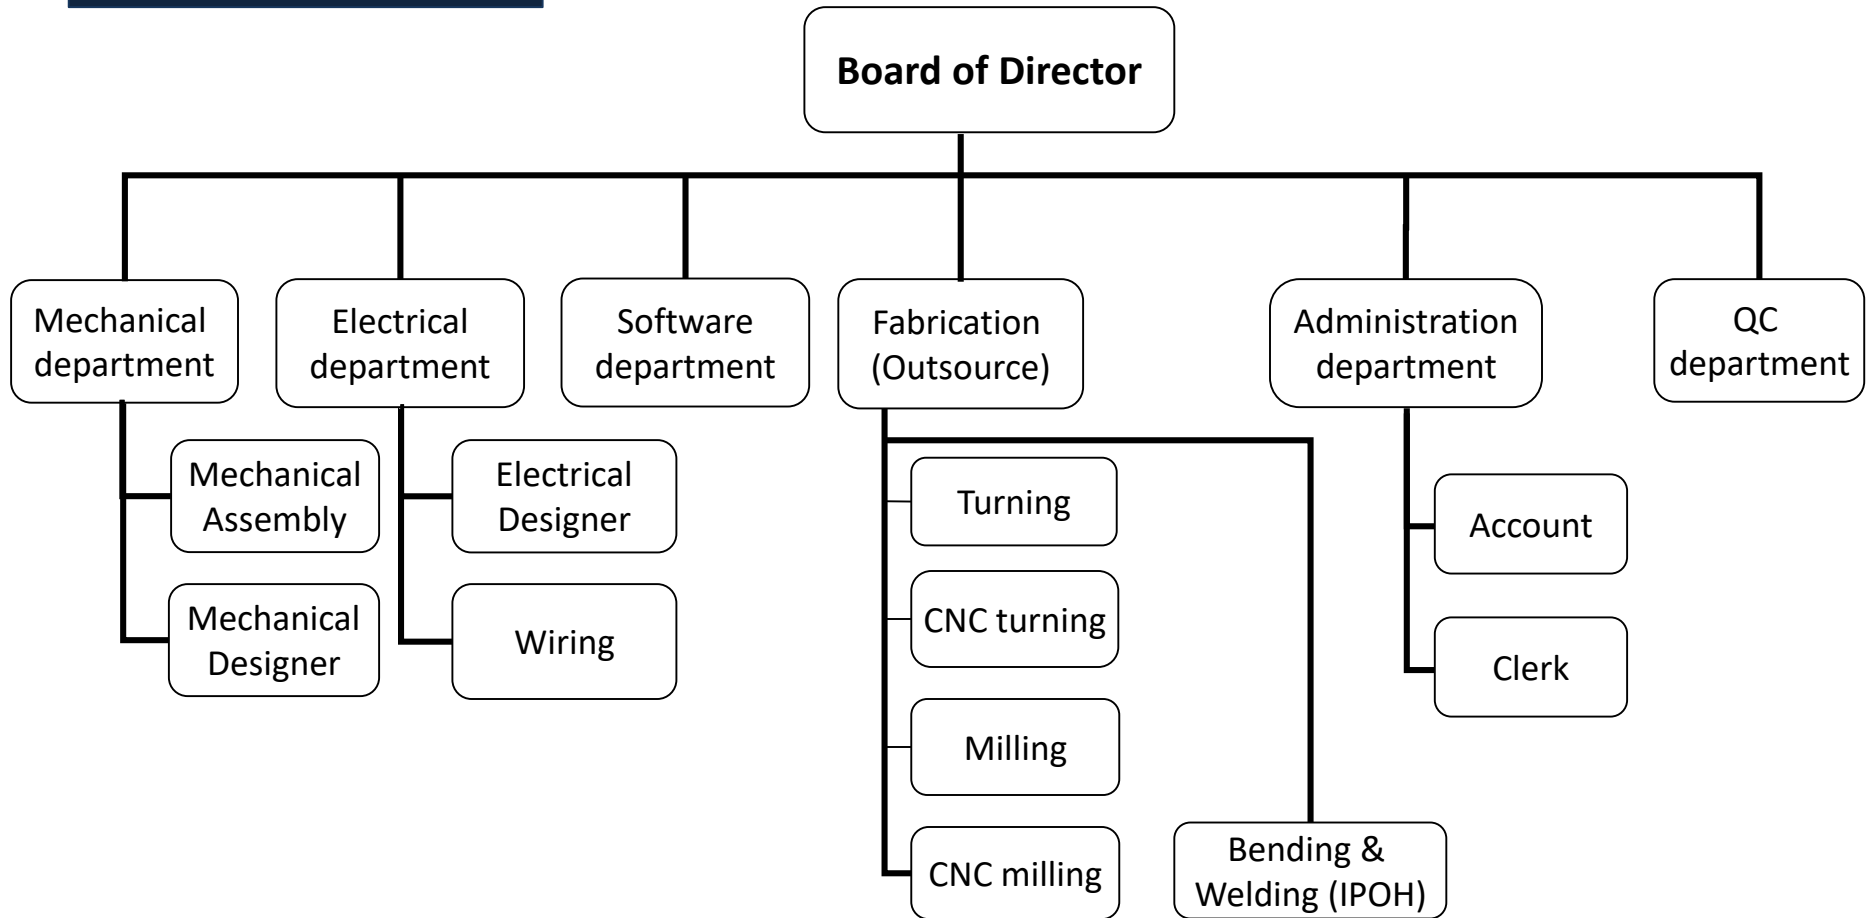 Board of Director
Mechanical
department
Electrical
department
Software
department
Fabrication
(Outsource)
Administration
department
QC
department
Mechanical
Assembly
Mechanical
Designer
Electrical
Designer
Wiring
Turning
CNC turning
Milling
CNC milling
Bending &
Welding (IPOH)
Account
Clerk